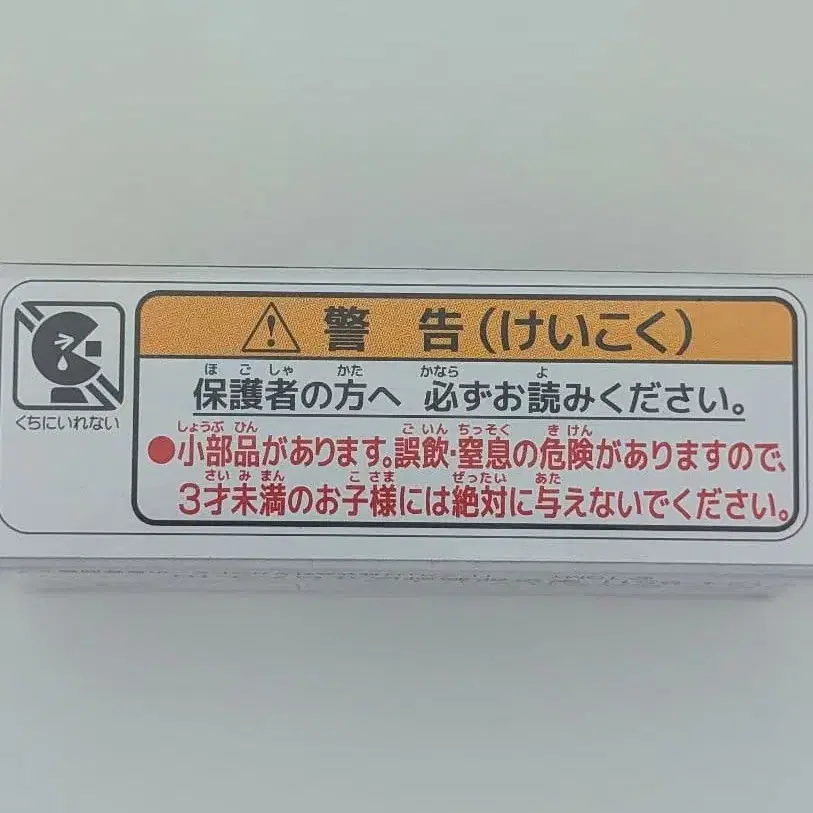 警 告(けいこく)
ほごしゃ かた かなら よ
保護者の方へ 必ずお読みください。
くちにいれない
しょうぶひん ごいん ちっそく きけん
●小部品があります。誤飲・窒息の危険がありますので、
さいみまん こさま ぜったい あた
3才未満のお子様には絶対に与えないでください。